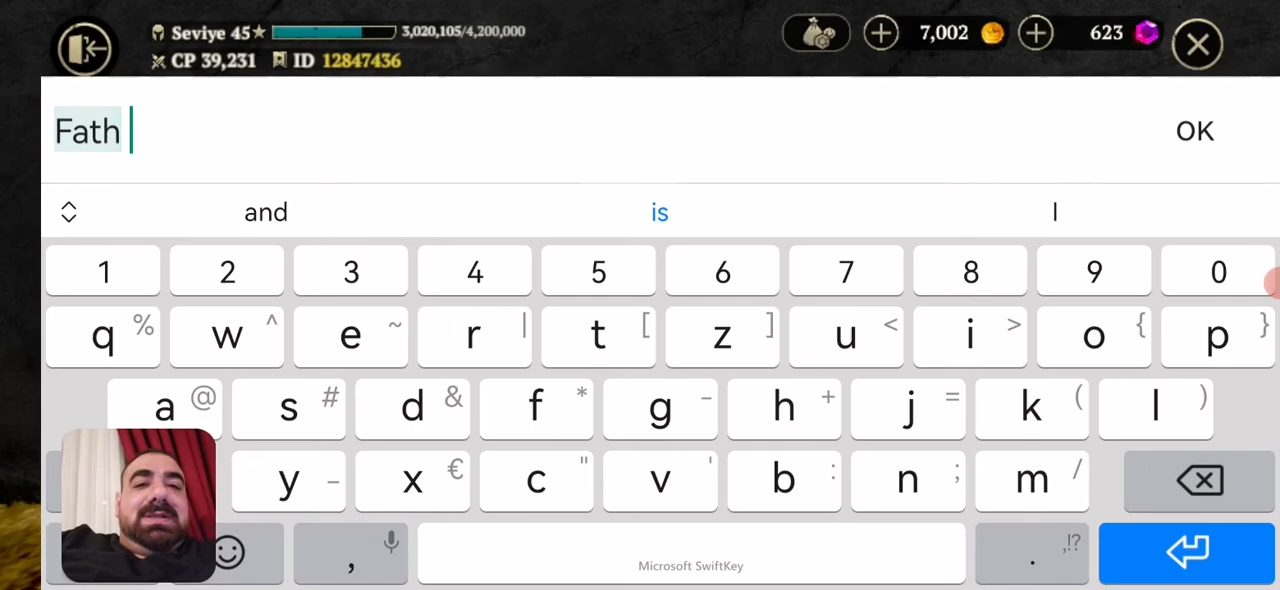 Seviye 45★ 3,020,105/4,200,000
CP 39,231 ID 12847436
7,002 623
Fath
OK
and is I
1 2 3 4 5 6 7 8 9 0
q % w ^ e ~ r | t [ z ] u < i > o { p }
a @ s # d & f * g - h + j = k ( l )
y _ x € c " v ' b : n ; m /
, Microsoft SwiftKey . ,!?